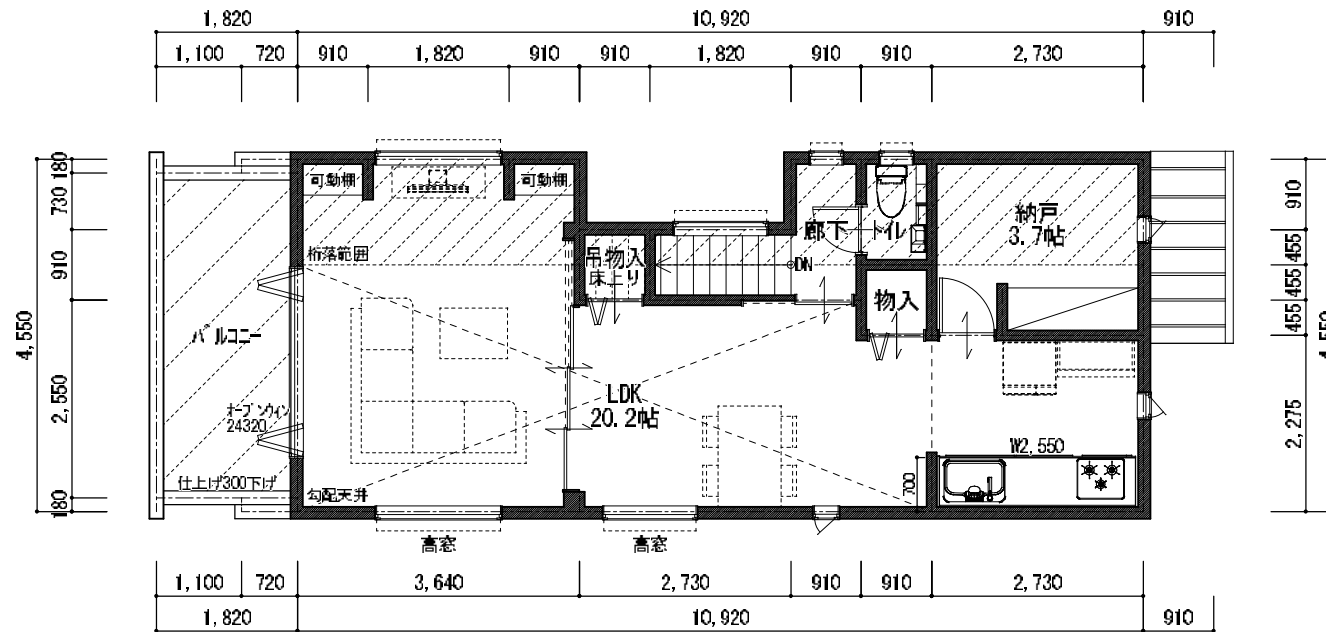 1,820
10,920
910
1,100
720
910
1,820
910
910
1,820
910
910
2,730
4,550
180
730
910
2,550
180
910
455
455
455
2,275
4,550
可動棚
可動棚
桁落範囲
吊物入
床上り
廊下
DN
トイレ
納戸
3.7帖
物入
バルコニー
オープンウィン
24320
LDK
20.2帖
W2,550
700
仕上げ300下げ
勾配天井
高窓
高窓
1,100
720
3,640
2,730
910
910
2,730
1,820
10,920
910